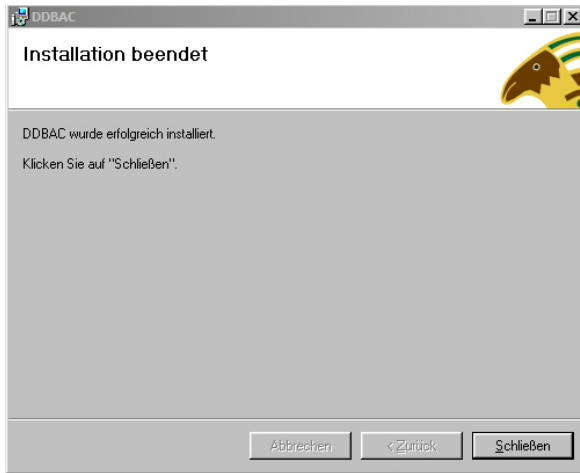 DDBAC
Installation beendet
DDBAC wurde erfolgreich installiert.
Klicken Sie auf "Schließen".
Abbrechen
< Zurück
Schließen